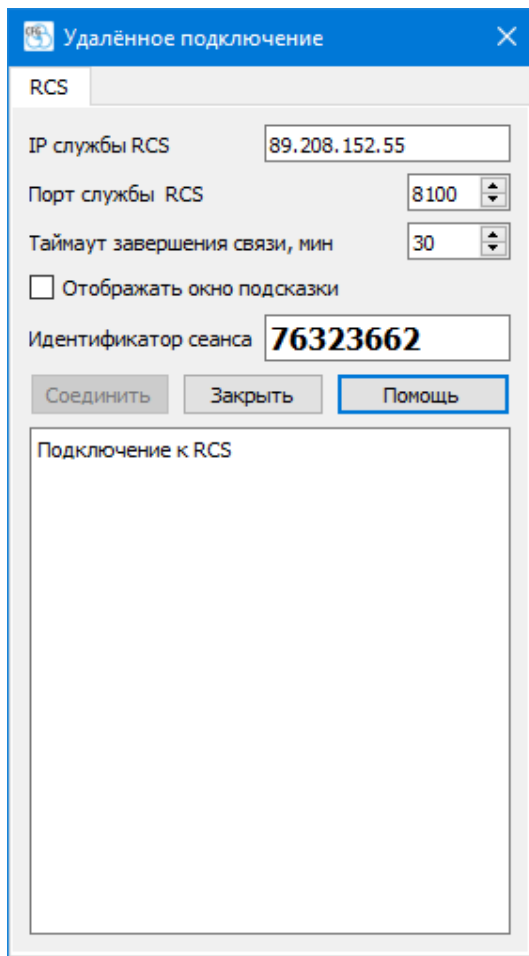 Удалённое подключение
RCS
IP службы RCS 89.208.152.55
Порт службы RCS 8100
Таймаут завершения связи, мин 30
Отображать окно подсказки
Идентификатор сеанса 76323662
Соединить Закрыть Помощь
Подключение к RCS